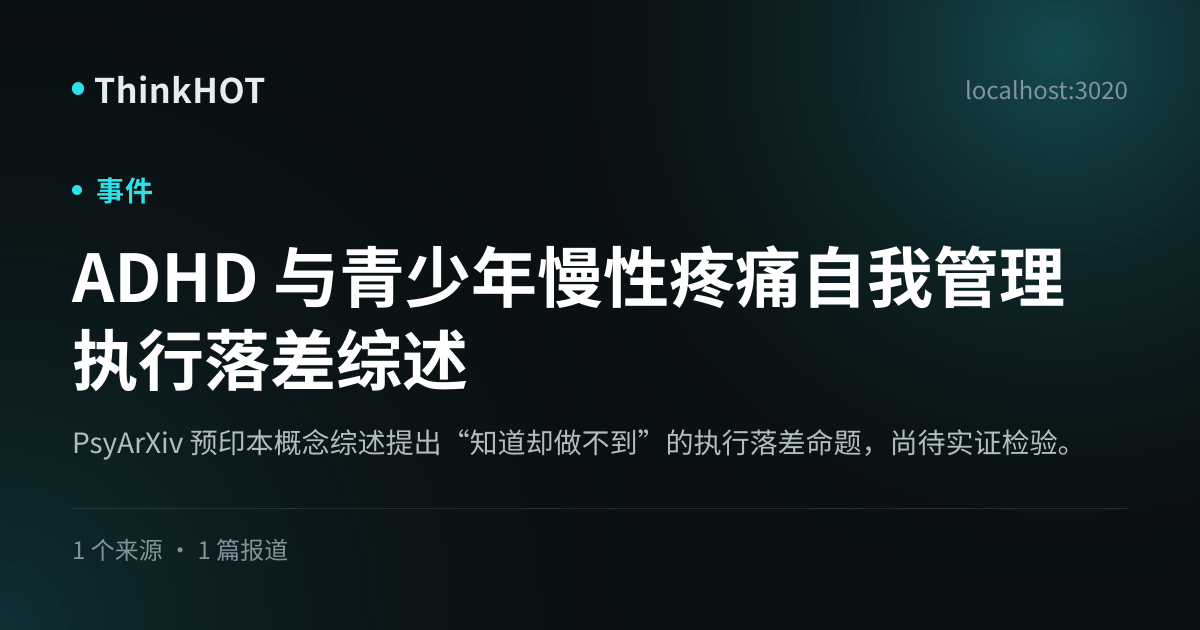 ThinkHOT
localhost:3020
事件
ADHD 与青少年慢性疼痛自我管理
执行落差综述
PsyArXiv 预印本概念综述提出“知道却做不到”的执行落差命题，尚待实证检验。
1 个来源 · 1 篇报道